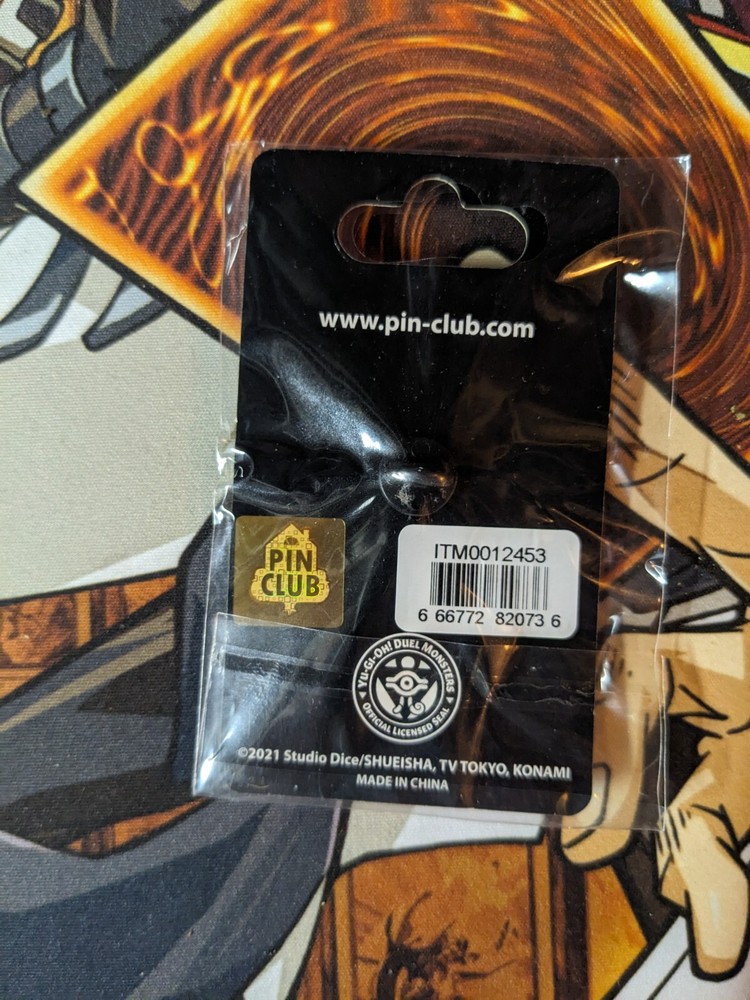 www.pin-club.com
PIN
CLUB
ITM0012453
6 66772 82073 6
YU-GI-OH! DUEL MONSTERS
OFFICIAL LICENSED SEAL
©2021 Studio Dice/SHUEISHA, TV TOKYO, KONAMI
MADE IN CHINA